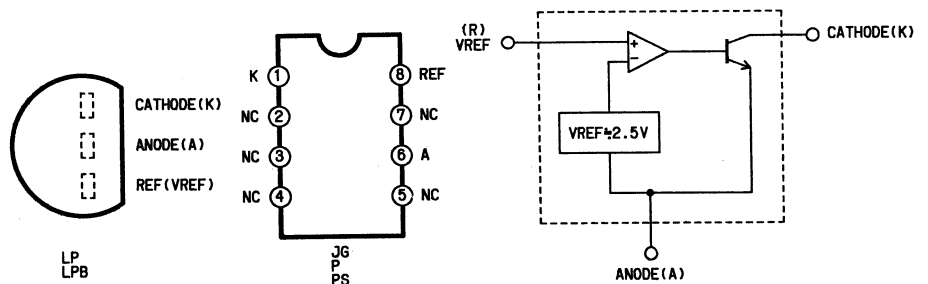 CATHODE(K)
ANODE(A)
REF(VREF)
LP
LPB
K 1
NC 2
NC 3
NC 4
8 REF
7 NC
6 A
5 NC
JG
P
PS
(R)
VREF
+
−
VREF≒2.5V
CATHODE(K)
ANODE(A)